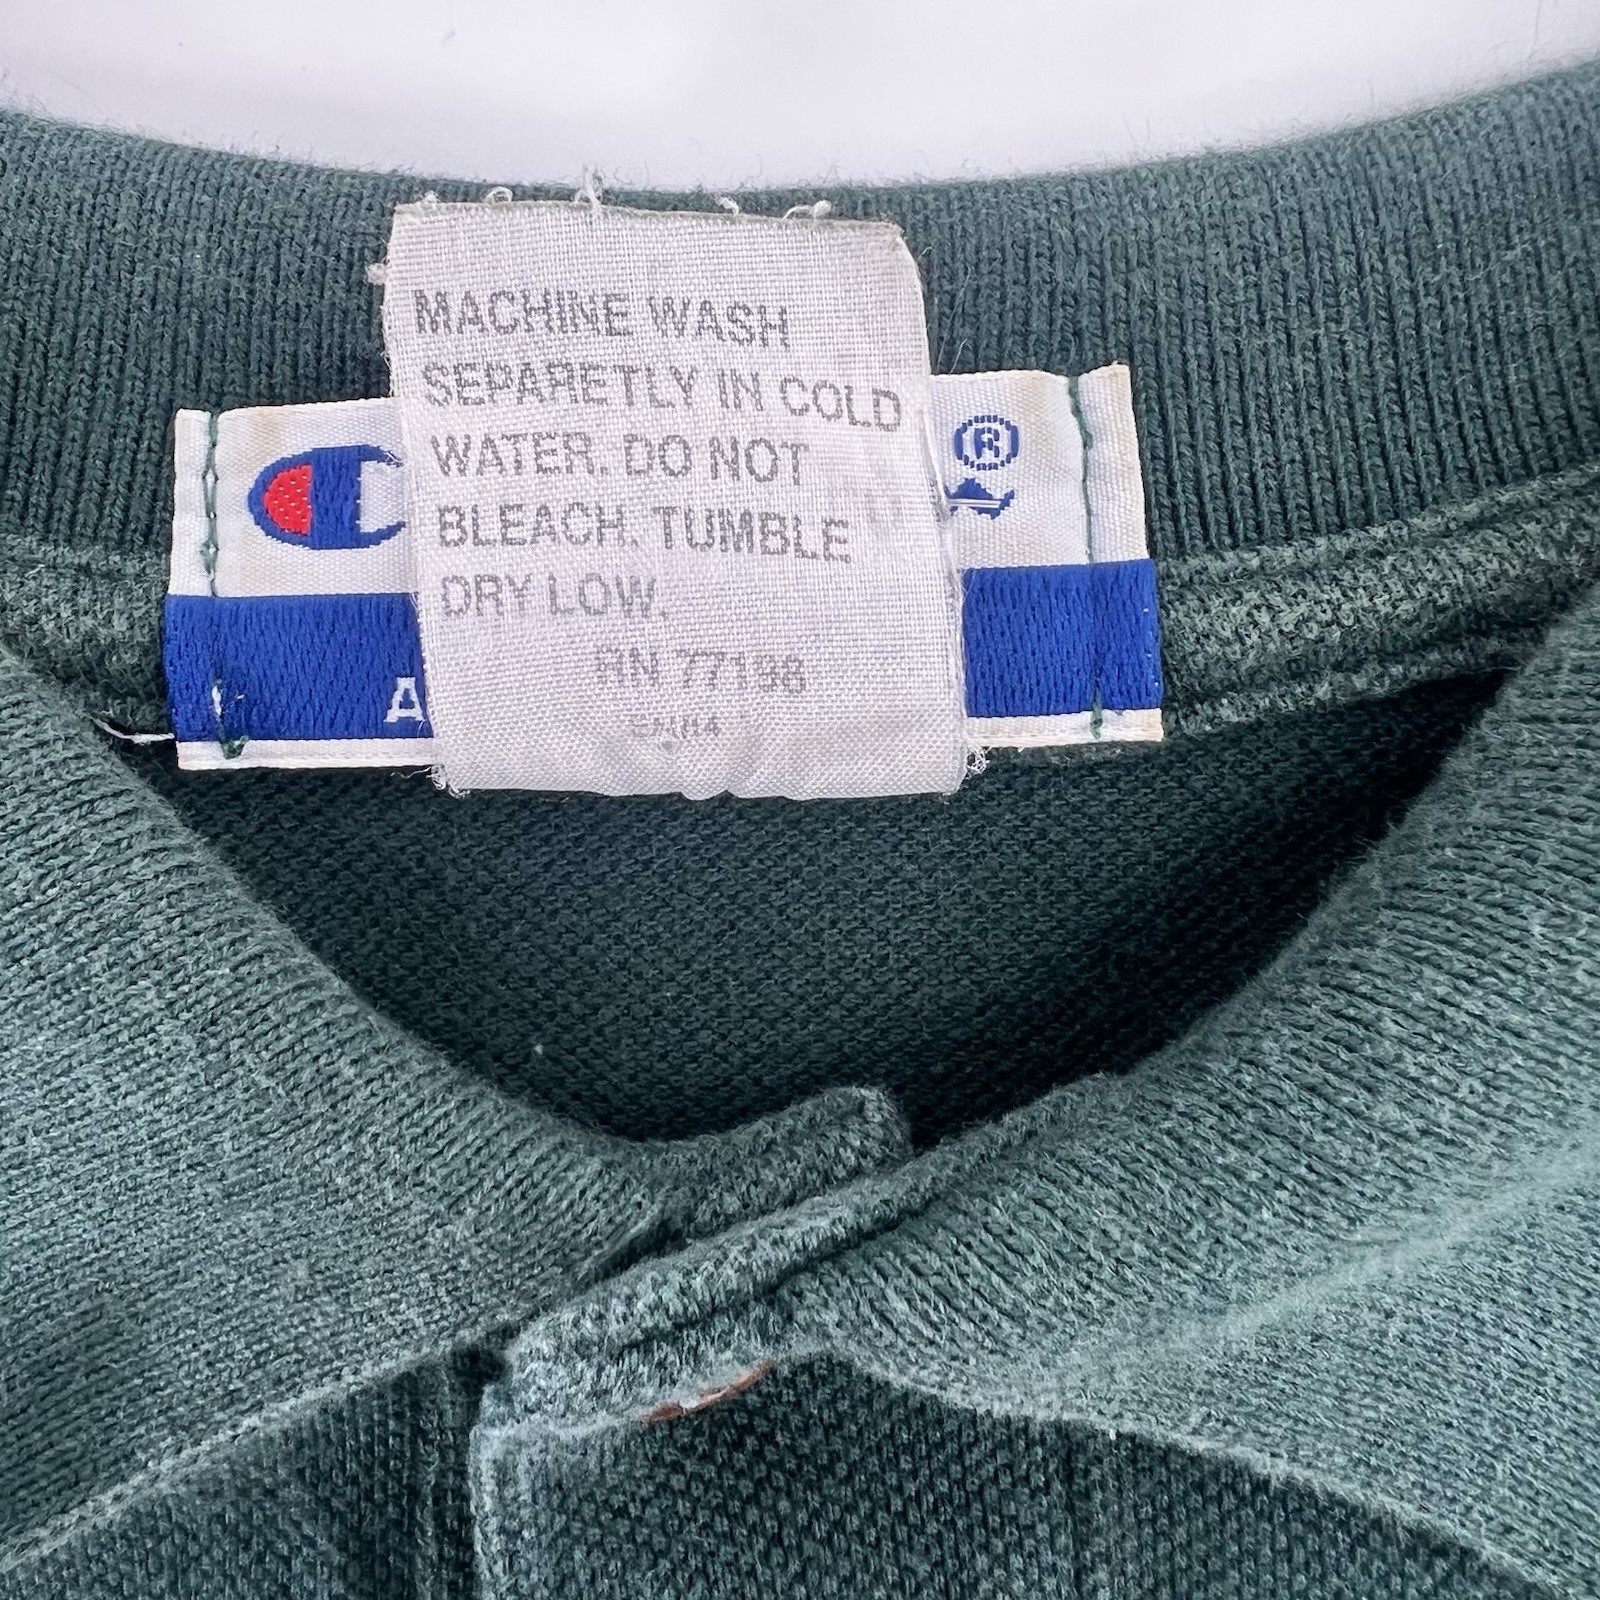 MACHINE WASH
SEPARETLY IN COLD
WATER. DO NOT
BLEACH. TUMBLE
DRY LOW.
RN 77198
C
®
A